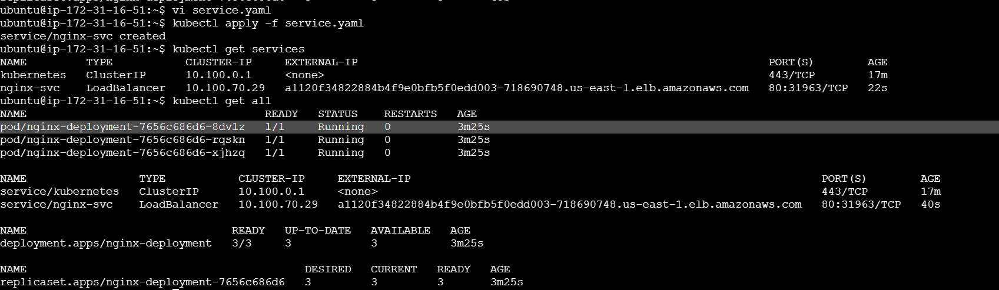 ubuntu@ip-172-31-16-51:~$ vi service.yaml
ubuntu@ip-172-31-16-51:~$ kubectl apply -f service.yaml
service/nginx-svc created
ubuntu@ip-172-31-16-51:~$ kubectl get services
NAME TYPE CLUSTER-IP EXTERNAL-IP PORT(S) AGE
kubernetes ClusterIP 10.100.0.1 <none> 443/TCP 17m
nginx-svc LoadBalancer 10.100.70.29 a1120f34822884b4f9e0bfb5f0edd003-718690748.us-east-1.elb.amazonaws.com 80:31963/TCP 22s
ubuntu@ip-172-31-16-51:~$ kubectl get all
NAME READY STATUS RESTARTS AGE
pod/nginx-deployment-7656c686d6-8dvlz 1/1 Running 0 3m25s
pod/nginx-deployment-7656c686d6-rqskn 1/1 Running 0 3m25s
pod/nginx-deployment-7656c686d6-xjhzq 1/1 Running 0 3m25s
NAME TYPE CLUSTER-IP EXTERNAL-IP PORT(S) AGE
service/kubernetes ClusterIP 10.100.0.1 <none> 443/TCP 17m
service/nginx-svc LoadBalancer 10.100.70.29 a1120f34822884b4f9e0bfb5f0edd003-718690748.us-east-1.elb.amazonaws.com 80:31963/TCP 40s
NAME READY UP-TO-DATE AVAILABLE AGE
deployment.apps/nginx-deployment 3/3 3 3 3m25s
NAME DESIRED CURRENT READY AGE
replicaset.apps/nginx-deployment-7656c686d6 3 3 3 3m25s